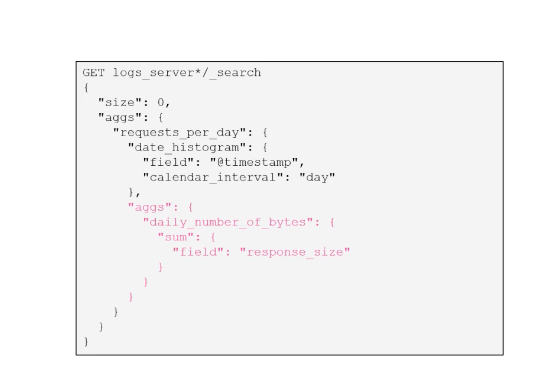 GET logs_server*/_search
{
  "size": 0,
  "aggs": {
    "requests_per_day": {
      "date_histogram": {
        "field": "@timestamp",
        "calendar_interval": "day"
      },
      "aggs": {
        "daily_number_of_bytes": {
          "sum": {
            "field": "response_size"
          }
        }
      }
    }
  }
}